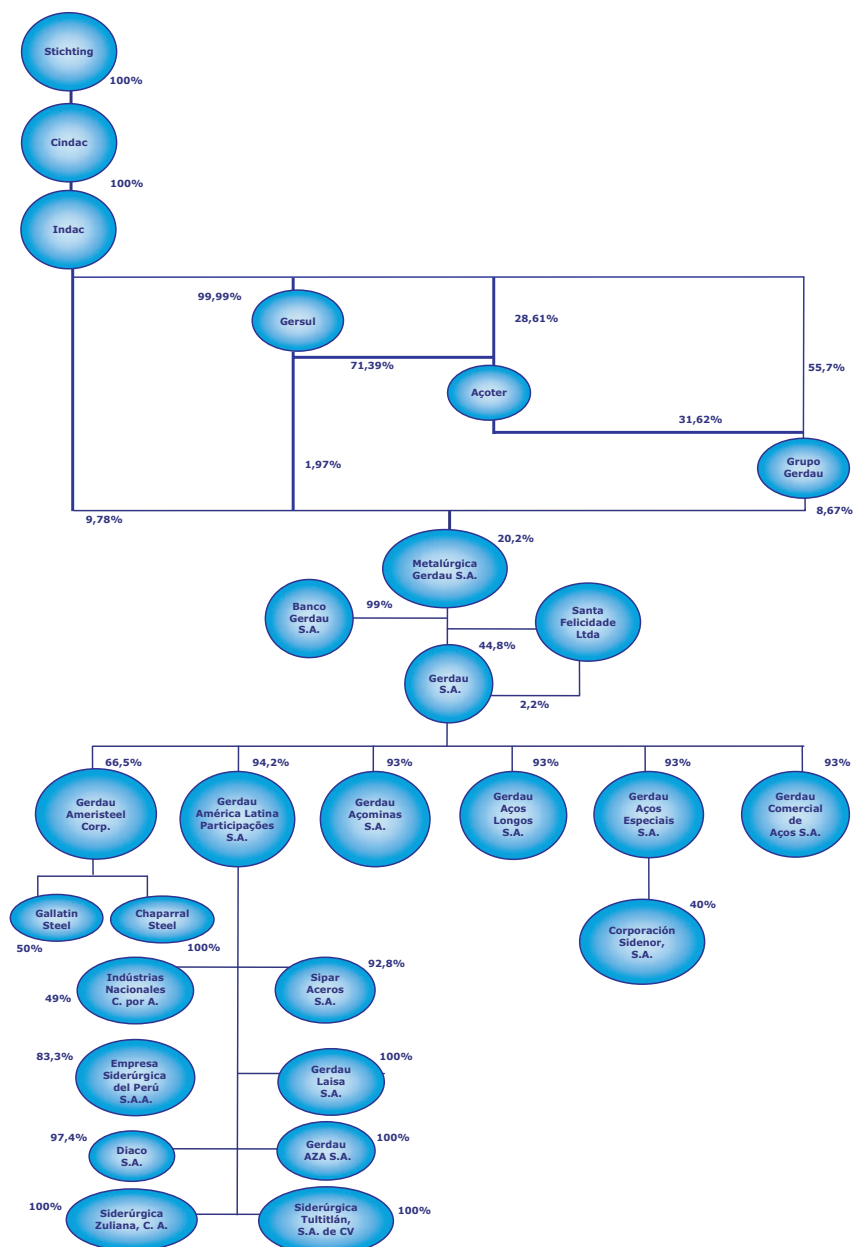 Stichting
100%
Cindac
100%
Indac
99,99%
Gersul
28,61%
71,39%
55,7%
Açoter
31,62%
1,97%
Grupo
Gerdau
9,78%
8,67%
20,2%
Metalúrgica
Gerdau S.A.
Banco
Gerdau
S.A.
99%
Santa
Felicidade
Ltda
44,8%
Gerdau
S.A.
2,2%
66,5%
94,2%
93%
93%
93%
93%
Gerdau
Ameristeel
Corp.
Gerdau
América Latina
Participações
S.A.
Gerdau
Açominas
S.A.
Gerdau
Aços
Longos
S.A.
Gerdau
Aços
Especiais
S.A.
Gerdau
Comercial
de
Aços S.A.
Gallatin
Steel
50%
Chaparral
Steel
100%
40%
Corporación
Sidenor,
S.A.
Indústrias
Nacionales
C. por A.
49%
92,8%
Sipar
Aceros
S.A.
83,3%
Empresa
Siderúrgica
del Perú
S.A.A.
100%
Gerdau
Laisa
S.A.
97,4%
Diaco
S.A.
100%
Gerdau
AZA S.A.
100%
Siderúrgica
Zuliana, C. A.
100%
Siderúrgica
Tultitlán,
S.A. de CV